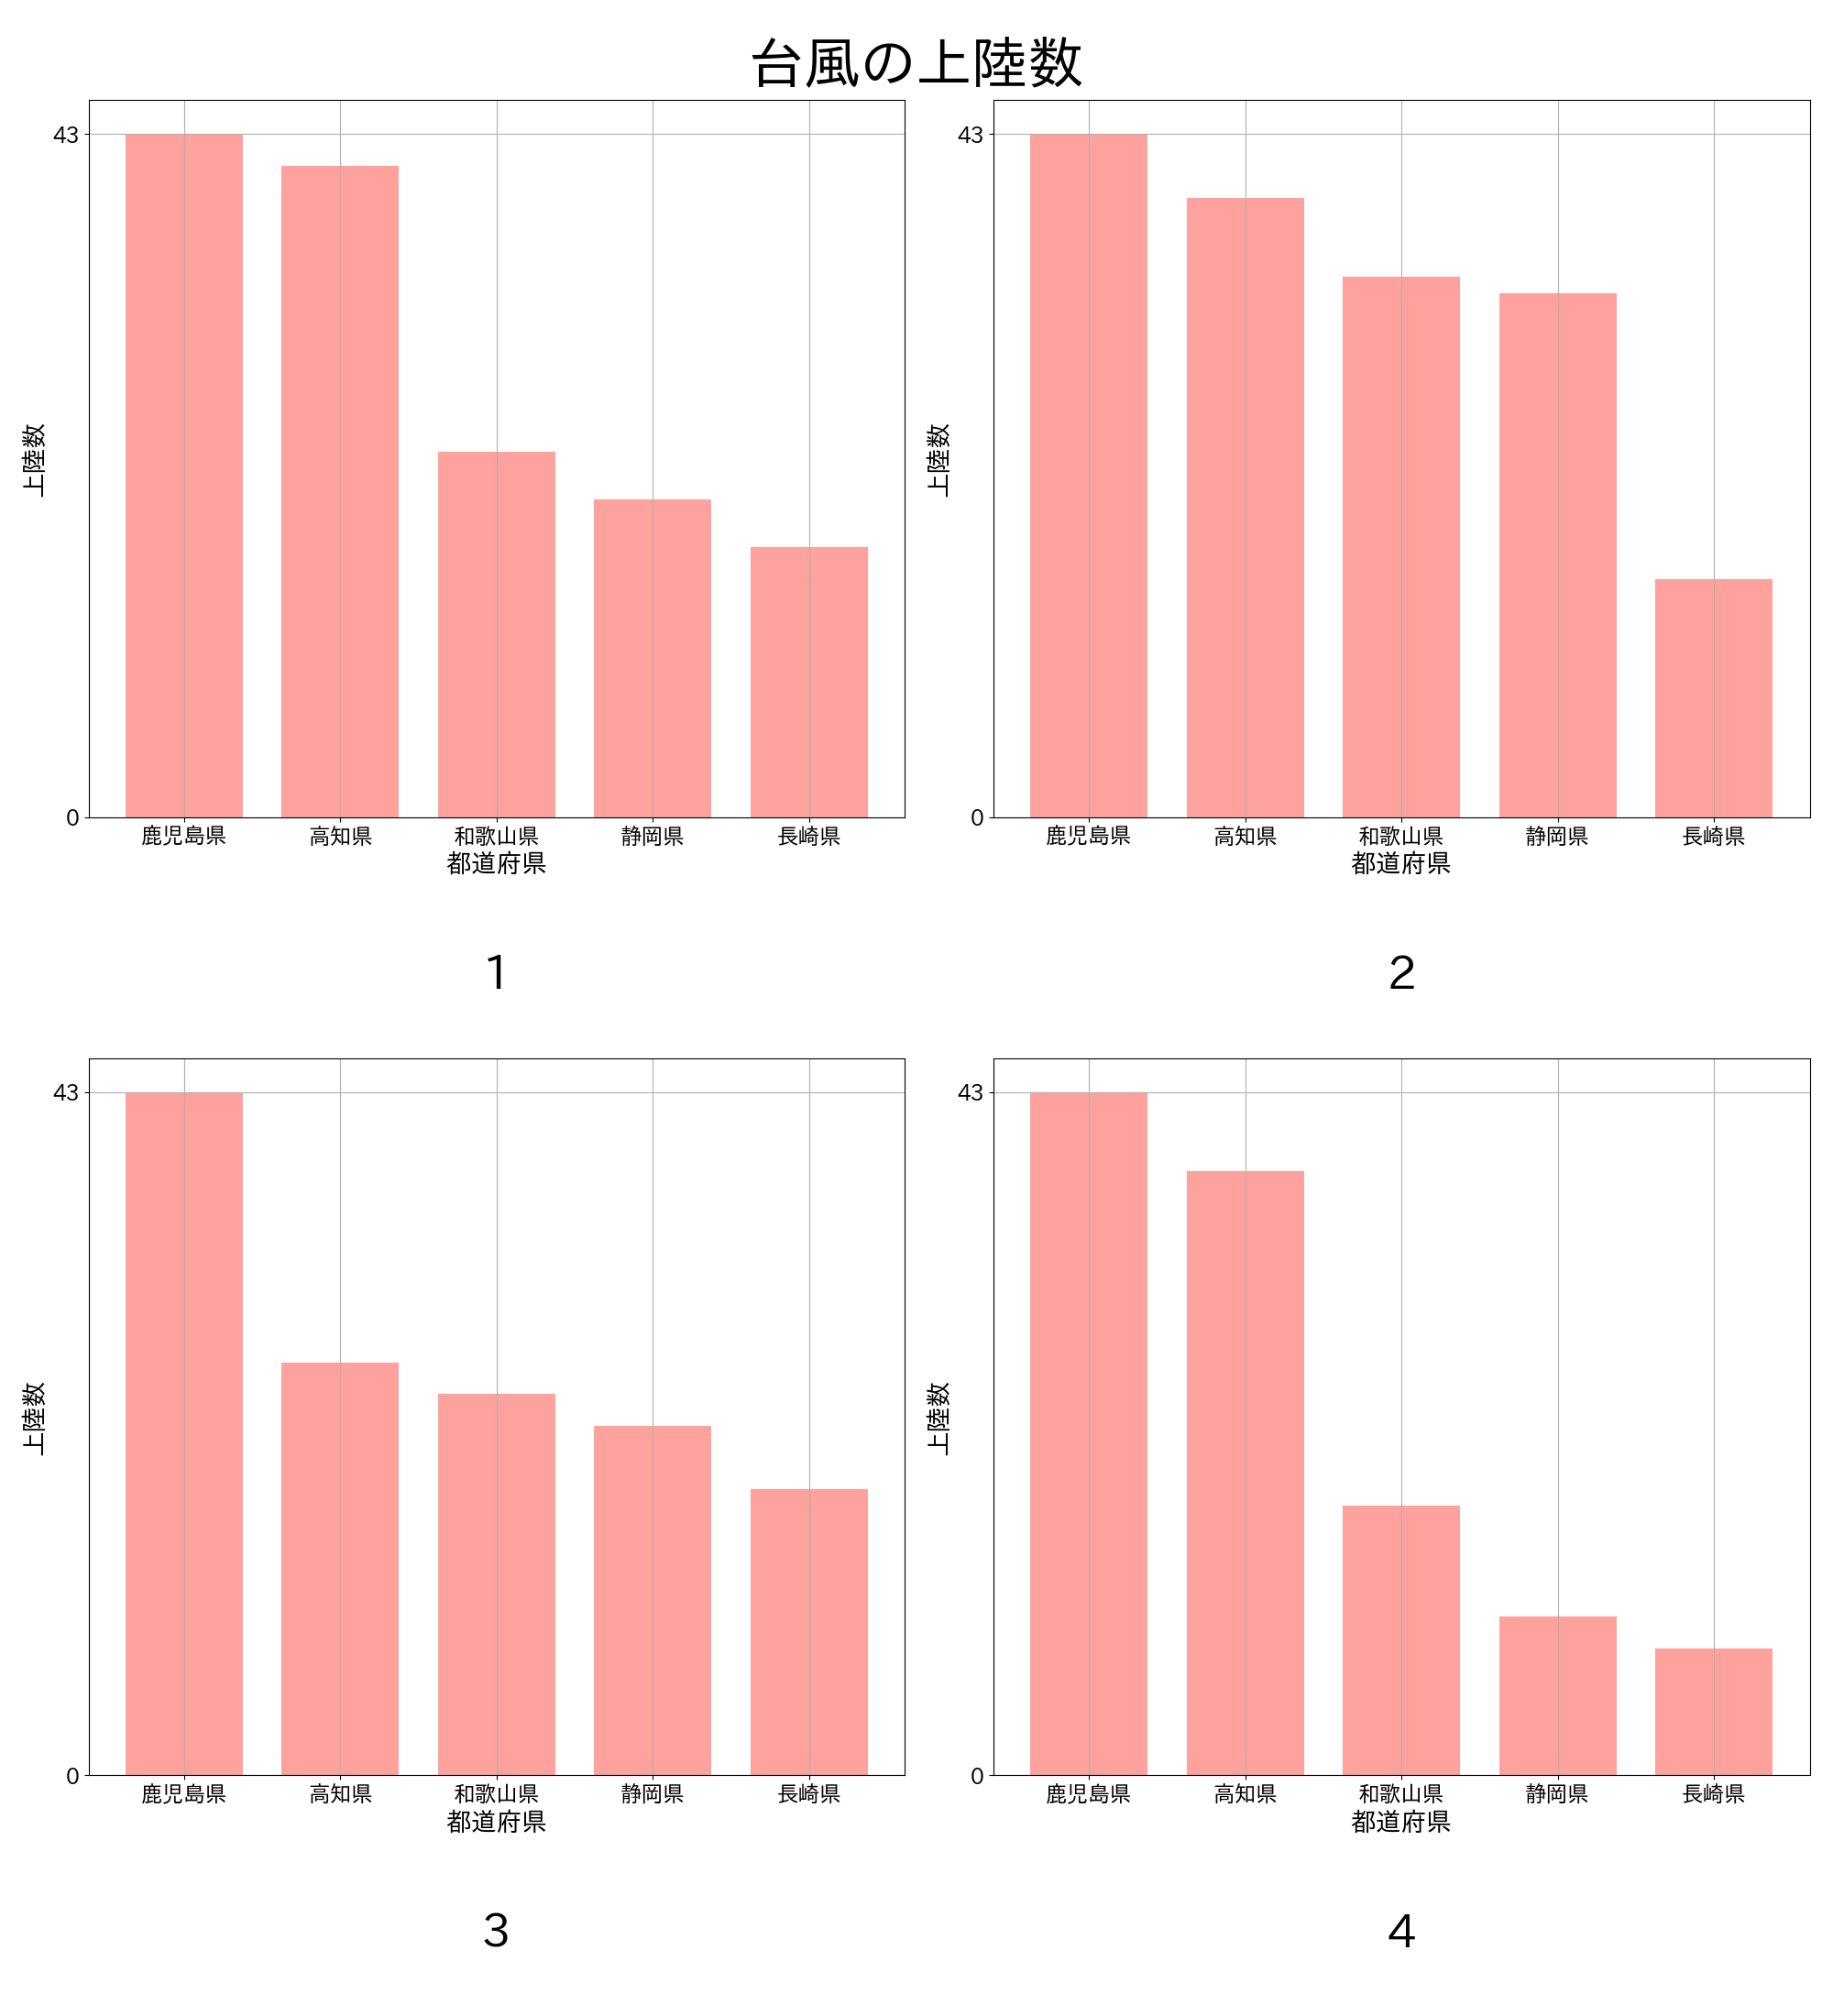 台風の上陸数
43
上陸数
0
鹿児島県 高知県 和歌山県 静岡県 長崎県
都道府県
1
43
上陸数
0
鹿児島県 高知県 和歌山県 静岡県 長崎県
都道府県
2
43
上陸数
0
鹿児島県 高知県 和歌山県 静岡県 長崎県
都道府県
3
43
上陸数
0
鹿児島県 高知県 和歌山県 静岡県 長崎県
都道府県
4